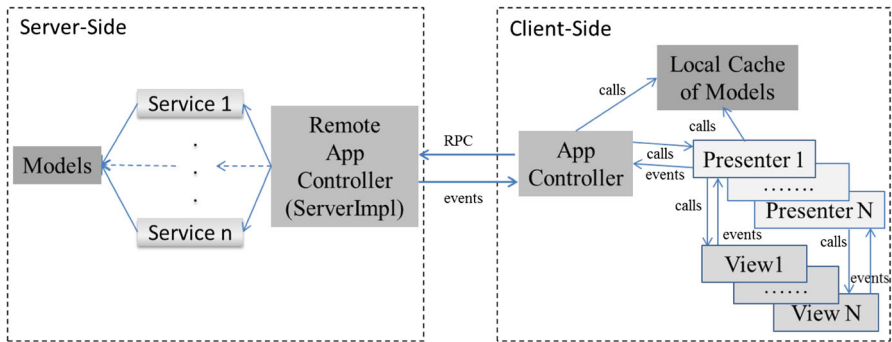 Server-Side
Service 1
.
.
.
Models
Service n
Remote
App
Controller
(ServerImpl)
RPC
events
Client-Side
Local Cache
of Models
calls
calls
App
Controller
calls
events
Presenter 1
.......
Presenter N
calls
events
calls
events
View1
......
View N